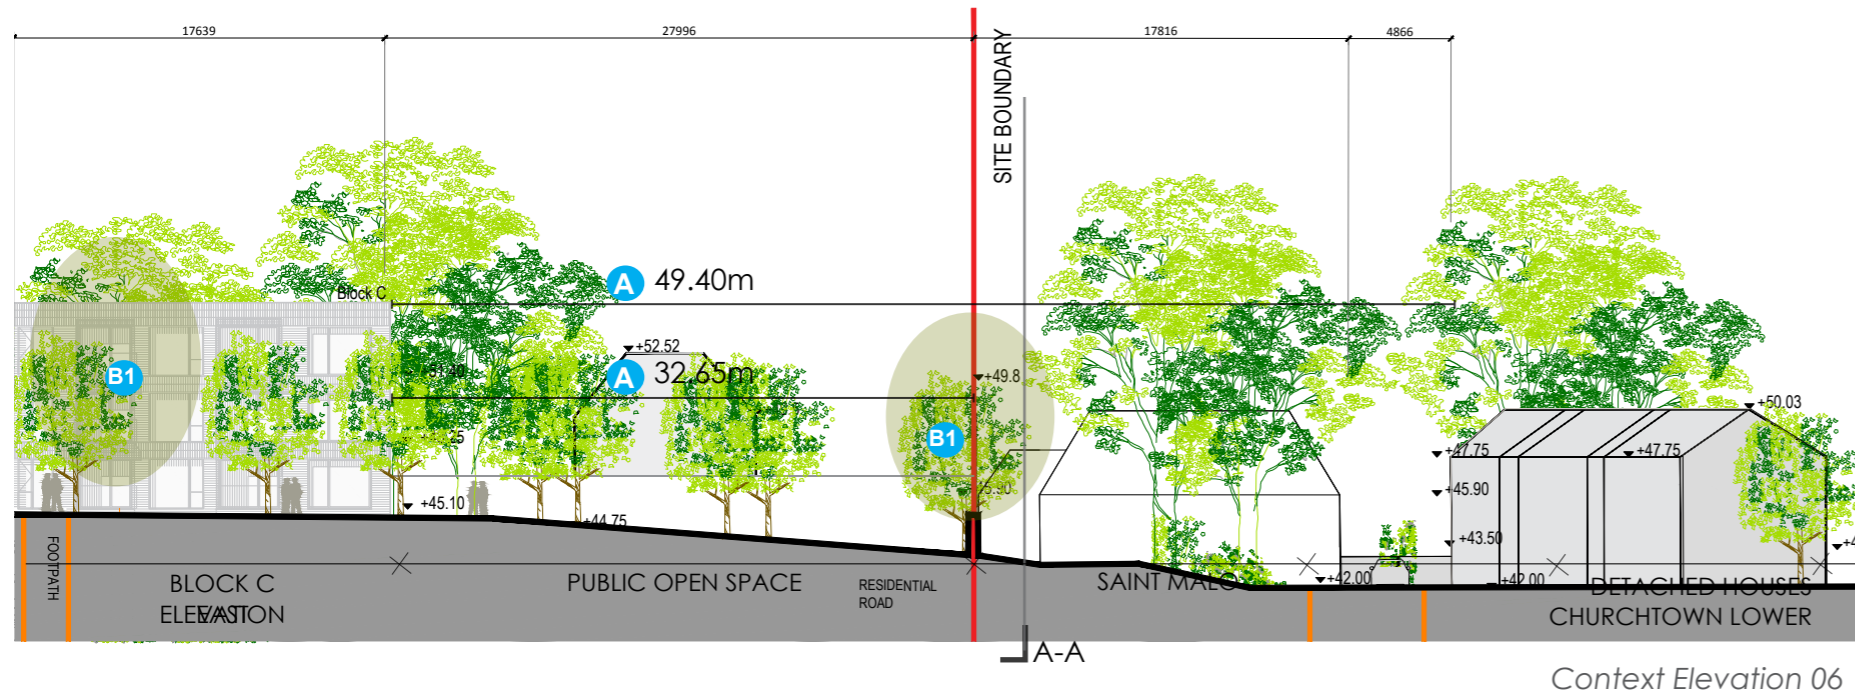 17639
27996
17816
4866
SITE BOUNDARY
A 49.40m
Block C
+52.52
A 32.65m
B1
+49.8
+50.03
B1
+47.75
+47.75
+45.90
+45.10
+44.75
+43.50
+42.00
+42.00
FOOTPATH
BLOCK C
EAST
ELEVATION
PUBLIC OPEN SPACE
RESIDENTIAL
ROAD
SAINT MALO
DETACHED HOUSES
CHURCHTOWN LOWER
A-A
Context Elevation 06